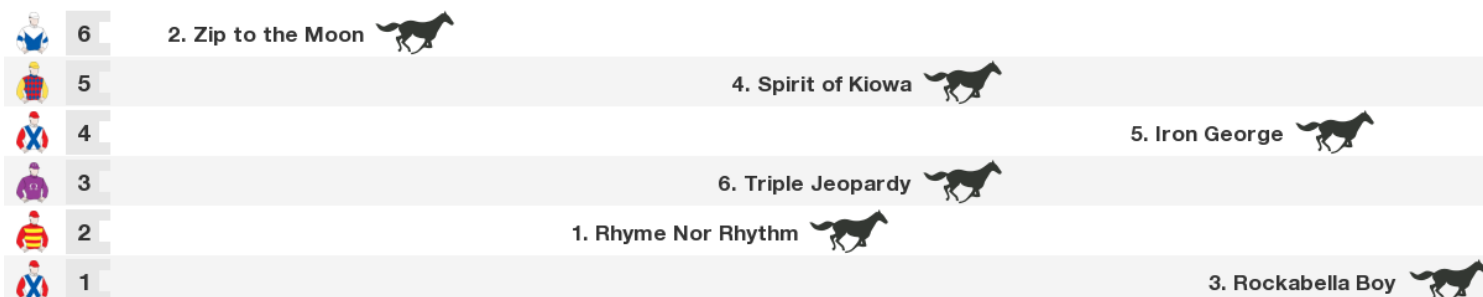 6 2. Zip to the Moon
5 4. Spirit of Kiowa
4 5. Iron George
3 6. Triple Jeopardy
2 1. Rhyme Nor Rhythm
1 3. Rockabella Boy